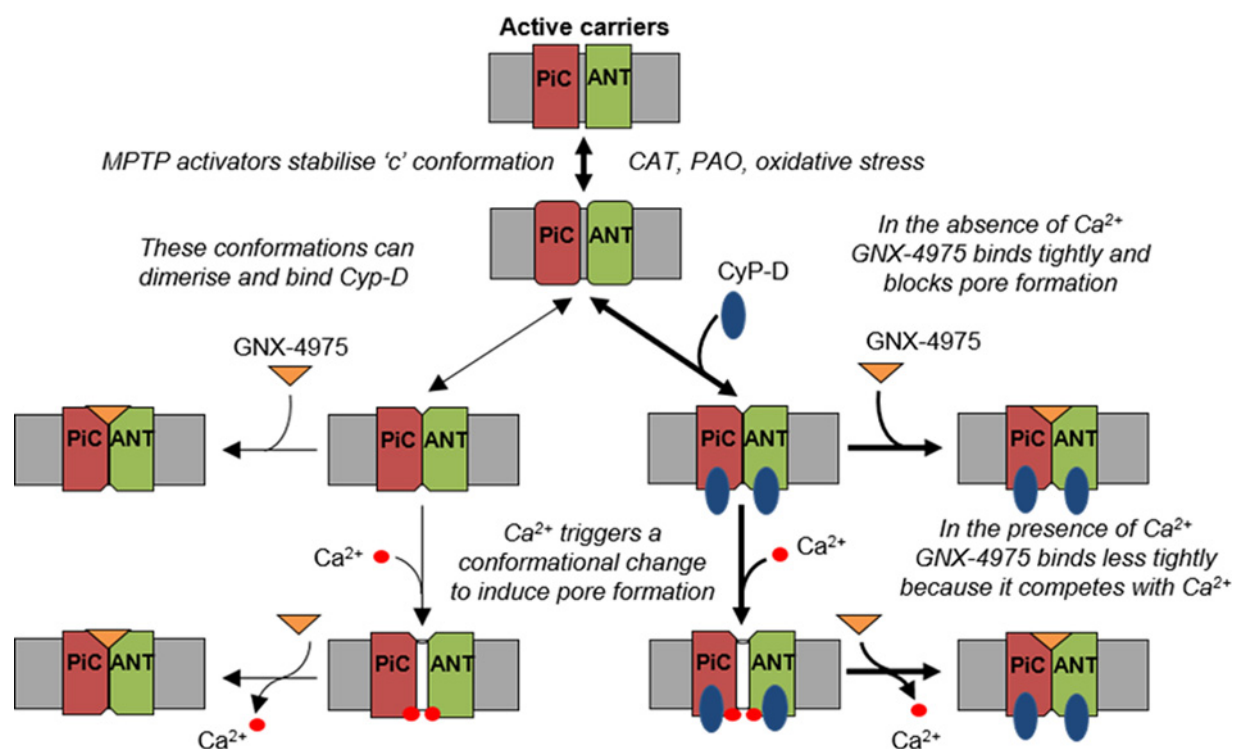 Active carriers
PiC ANT
MPTP activators stabilise ‘c’ conformation
CAT, PAO, oxidative stress
PiC ANT
These conformations can
dimerise and bind Cyp-D
CyP-D
In the absence of Ca²⁺
GNX-4975 binds tightly and
blocks pore formation
GNX-4975
GNX-4975
PiC ANT
PiC ANT
PiC ANT
PiC ANT
Ca²⁺
Ca²⁺ triggers a
conformational change
to induce pore formation
Ca²⁺
In the presence of Ca²⁺
GNX-4975 binds less tightly
because it competes with Ca²⁺
PiC ANT
PiC ANT
PiC ANT
PiC ANT
Ca²⁺
Ca²⁺